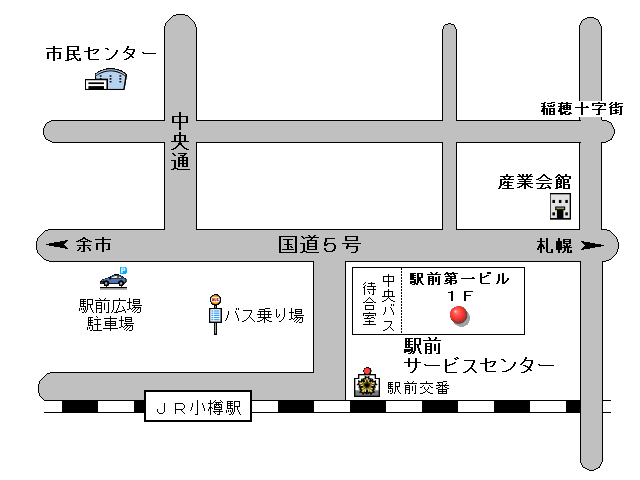 市民センター
稲穂十字街
中央通
産業会館
余市
国道5号
札幌
駅前広場
駐車場
P
バス乗り場
中央バス
待合室
駅前第一ビル
1F
駅前
サービスセンター
駅前交番
JR小樽駅